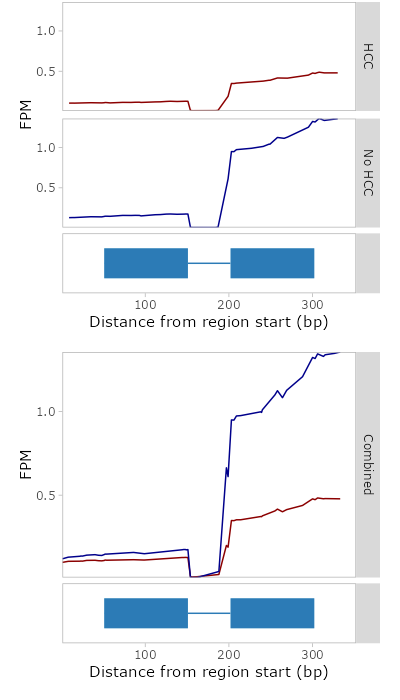 1.0
0.5
HCC
FPM
1.0
0.5
No HCC
100 200 300
Distance from region start (bp)
1.0
0.5
FPM
Combined
100 200 300
Distance from region start (bp)